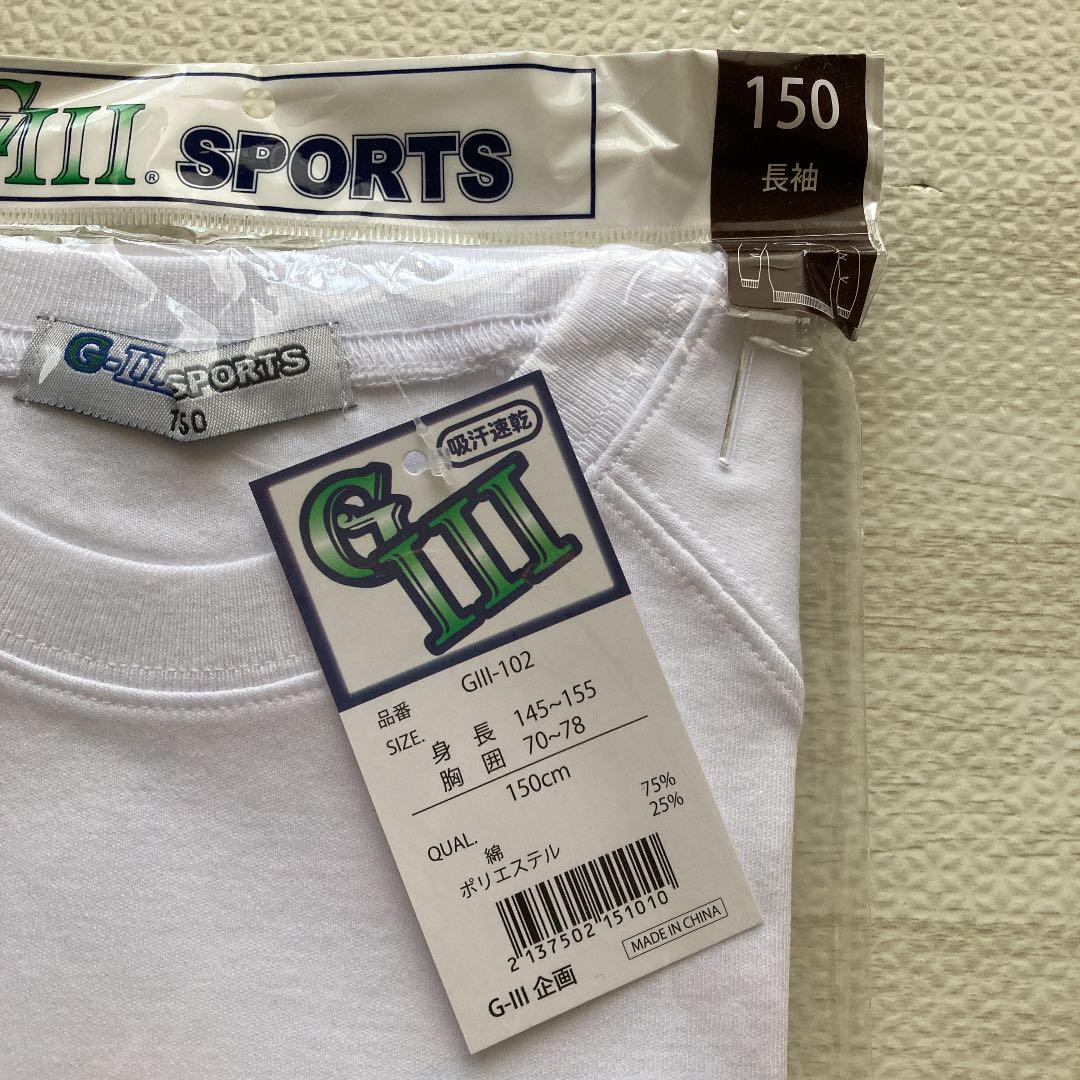 GIII® SPORTS
150
長袖
G-III SPORTS
150
吸汗速乾
GIII
品番 GIII-102
SIZE. 身長 145~155
胸囲 70~78
150cm
QUAL. 綿 75%
ポリエステル 25%
2 137502 151010
MADE IN CHINA
G-III 企画